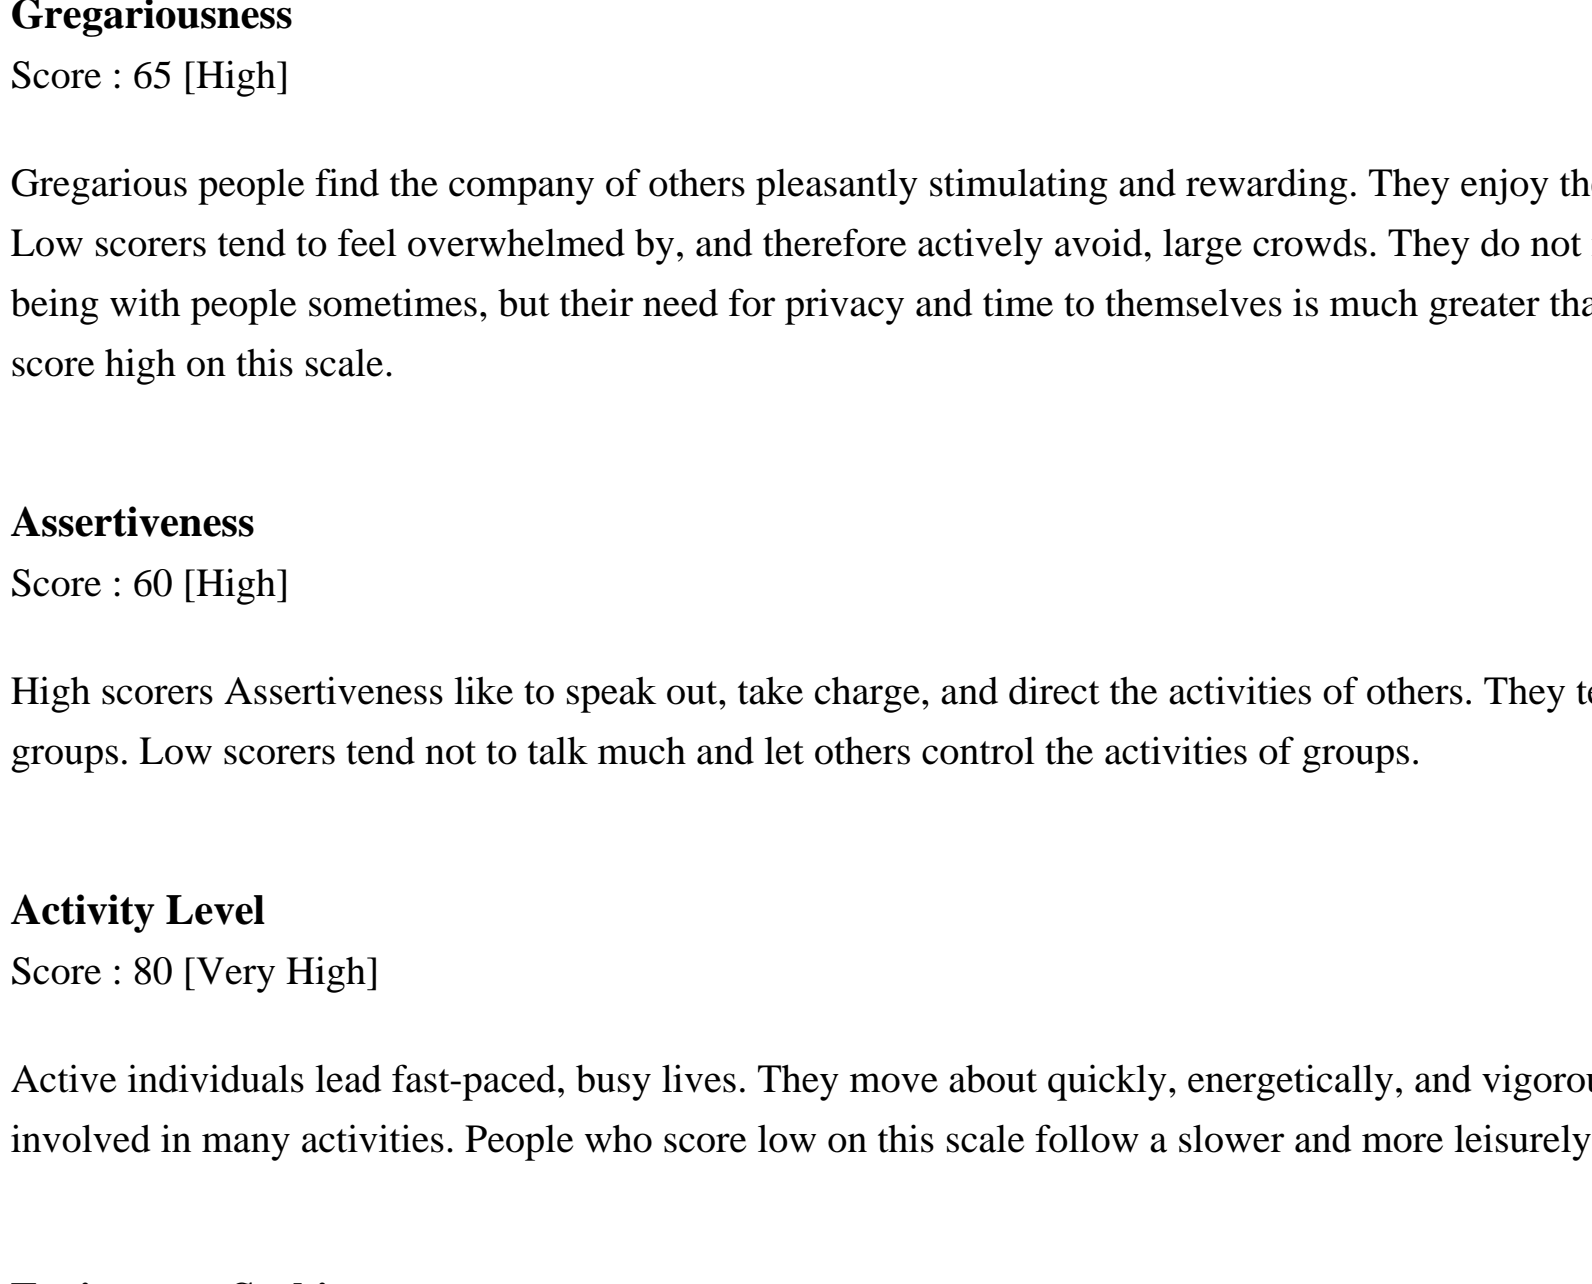 Gregariousness
Score : 65 [High]
Gregarious people find the company of others pleasantly stimulating and rewarding. They enjoy
Low scorers tend to feel overwhelmed by, and therefore actively avoid, large crowds. They do not
being with people sometimes, but their need for privacy and time to themselves is much greater
score high on this scale.
Assertiveness
Score : 60 [High]
High scorers Assertiveness like to speak out, take charge, and direct the activities of others. They
groups. Low scorers tend not to talk much and let others control the activities of groups.
Activity Level
Score : 80 [Very High]
Active individuals lead fast-paced, busy lives. They move about quickly, energetically, and
involved in many activities. People who score low on this scale follow a slower and more leisurely